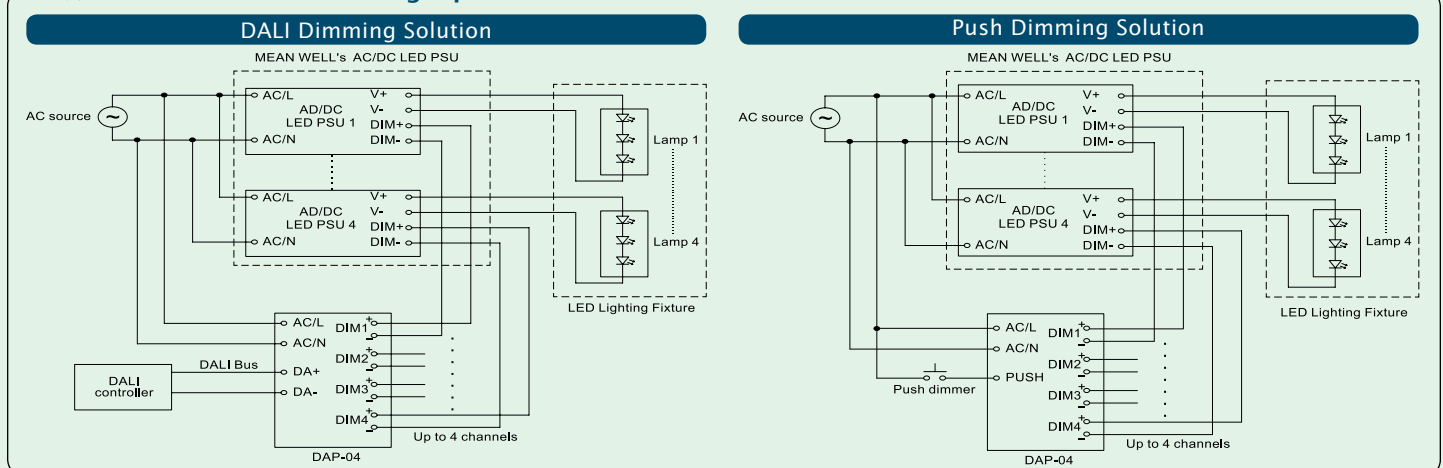 DALI Dimming Solution
MEAN WELL's AC/DC LED PSU
AC source
AC/L
V+
AD/DC
LED PSU 1
V-
DIM+
AC/N
DIM-
Lamp 1
AC/L
V+
AD/DC
LED PSU 4
V-
DIM+
AC/N
DIM-
Lamp 4
LED Lighting Fixture
AC/L
DIM1
+
-
AC/N
DIM2
+
-
DALI Bus
DALI
controller
DA+
DA-
DIM3
+
-
DIM4
+
-
Up to 4 channels
DAP-04
Push Dimming Solution
MEAN WELL's AC/DC LED PSU
AC source
AC/L
V+
AD/DC
LED PSU 1
V-
DIM+
AC/N
DIM-
Lamp 1
AC/L
V+
AD/DC
LED PSU 4
V-
DIM+
AC/N
DIM-
Lamp 4
LED Lighting Fixture
AC/L
DIM1
+
-
AC/N
DIM2
+
-
PUSH
Push dimmer
DIM3
+
-
DIM4
+
-
Up to 4 channels
DAP-04